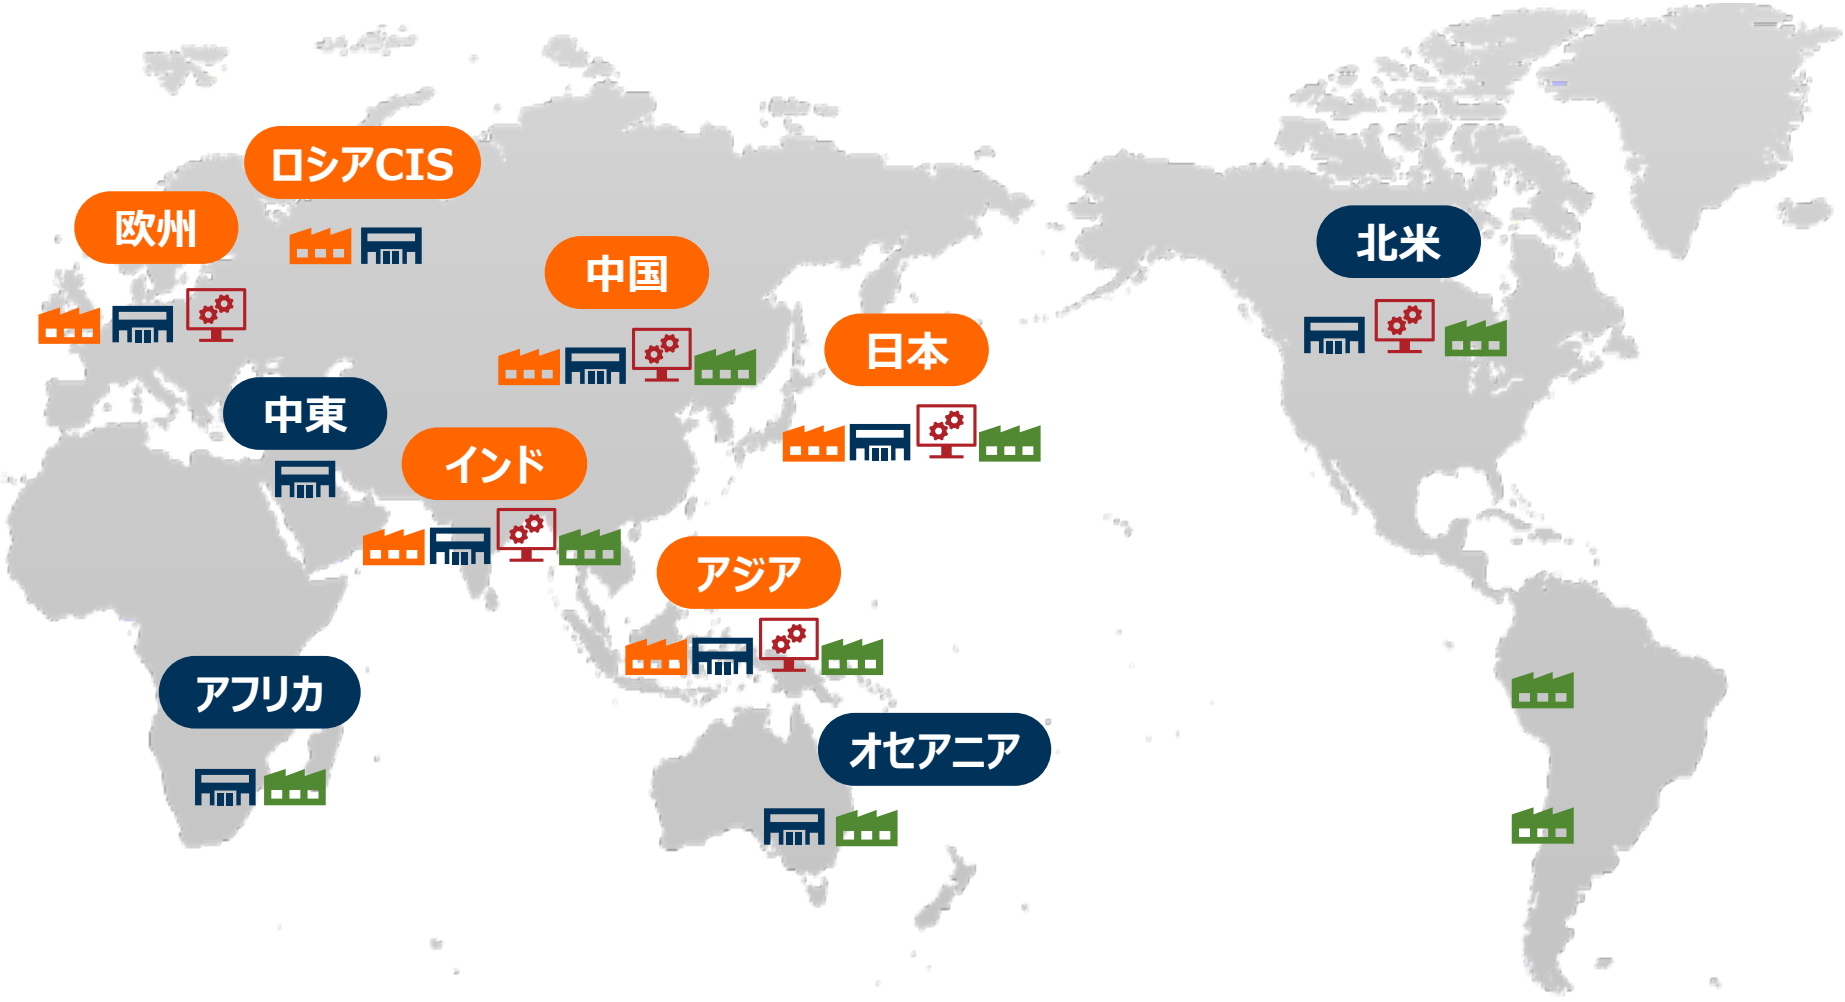 ロシアCIS
欧州
北米
中国
日本
中東
インド
アジア
アフリカ
オセアニア